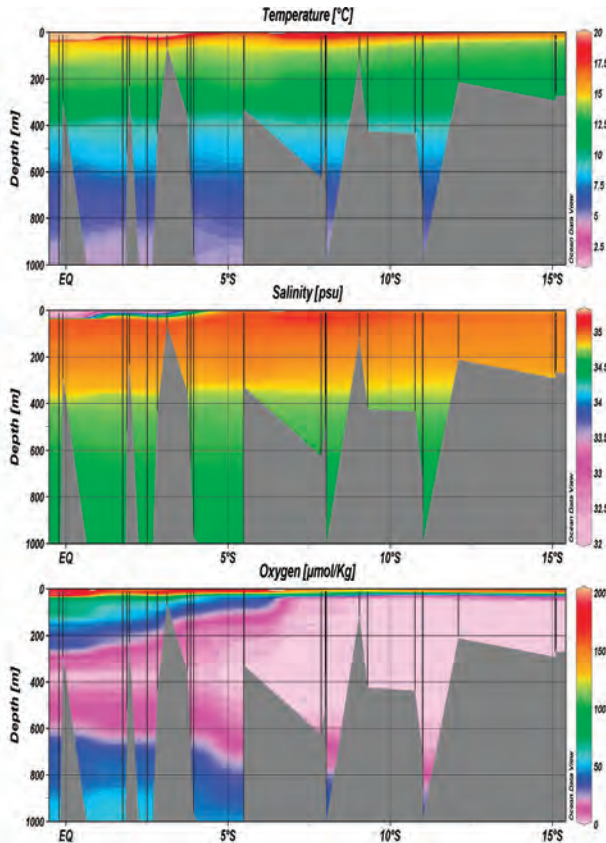 Temperature [°C]
0
200
400
600
800
1000
Depth [m]
EQ
5°S
10°S
15°S
Ocean Data View
20
17.5
15
12.5
10
7.5
5
2.5
Salinity [psu]
0
200
400
600
800
1000
Depth [m]
EQ
5°S
10°S
15°S
Ocean Data View
35
34.5
34
33.5
33
32.5
32
Oxygen [μmol/Kg]
0
200
400
600
800
1000
Depth [m]
EQ
5°S
10°S
15°S
Ocean Data View
200
150
100
50
0